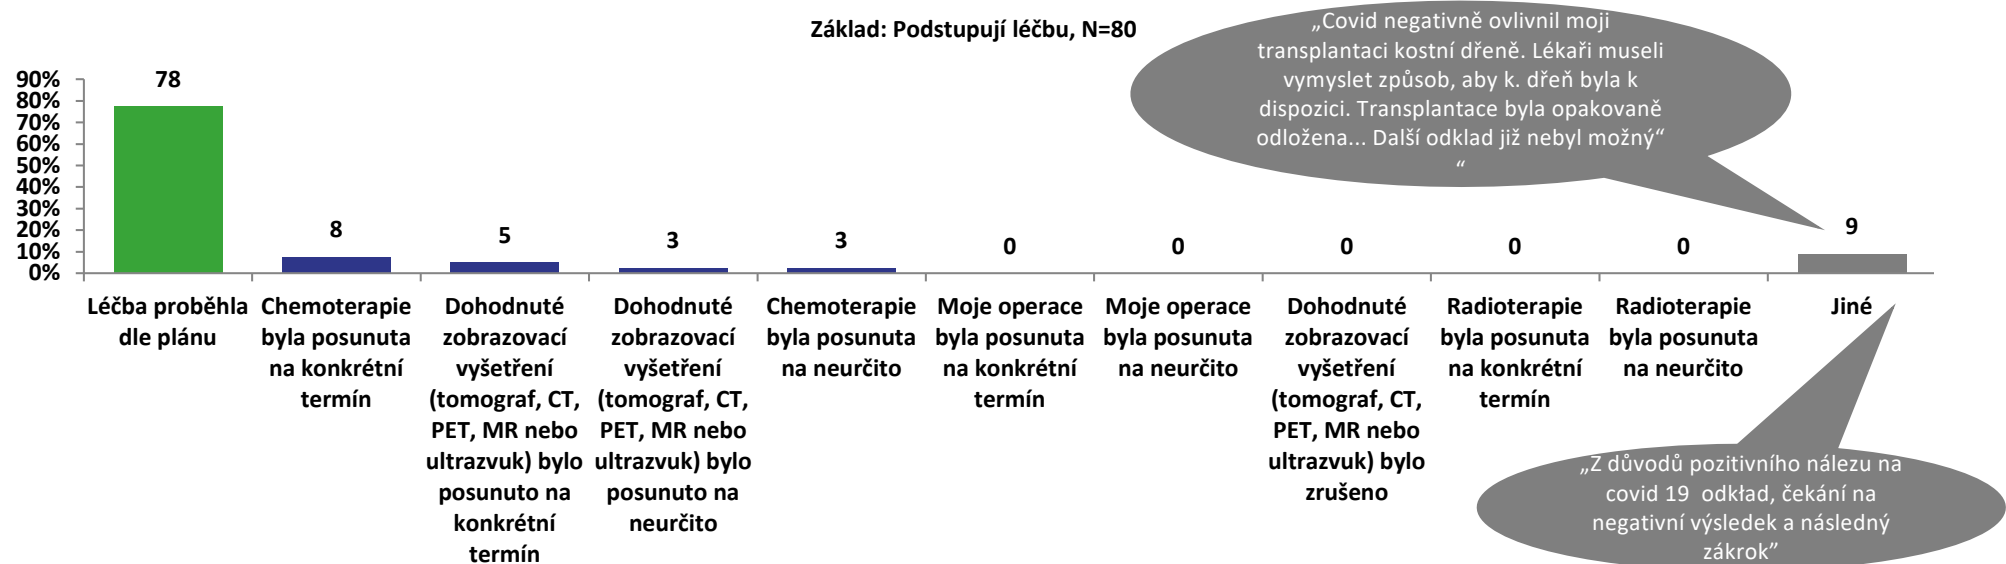 Základ: Podstupují léčbu, N=80
„Covid negativně ovlivnil moji
transplantaci kostní dřeně. Lékaři museli
vymyslet způsob, aby k. dřeň byla k
dispozici. Transplantace byla opakovaně
odložena... Další odklad již nebyl možný“
“
90%
80%
70%
60%
50%
40%
30%
20%
10%
0%
78
8
5
3
3
0
0
0
0
0
9
Léčba proběhla
dle plánu
Chemoterapie
byla posunuta
na konkrétní
termín
Dohodnuté
zobrazovací
vyšetření
(tomograf, CT,
PET, MR nebo
ultrazvuk) bylo
posunuto na
konkrétní
termín
Dohodnuté
zobrazovací
vyšetření
(tomograf, CT,
PET, MR nebo
ultrazvuk) bylo
posunuto na
neurčito
Chemoterapie
byla posunuta
na neurčito
Moje operace
byla posunuta
na konkrétní
termín
Moje operace
byla posunuta
na neurčito
Dohodnuté
zobrazovací
vyšetření
(tomograf, CT,
PET, MR nebo
ultrazvuk) bylo
zrušeno
Radioterapie
byla posunuta
na konkrétní
termín
Radioterapie
byla posunuta
na neurčito
Jiné
„Z důvodů pozitivního nálezu na
covid 19 odkład, čekání na
negativní výsledek a následný
zákrok”